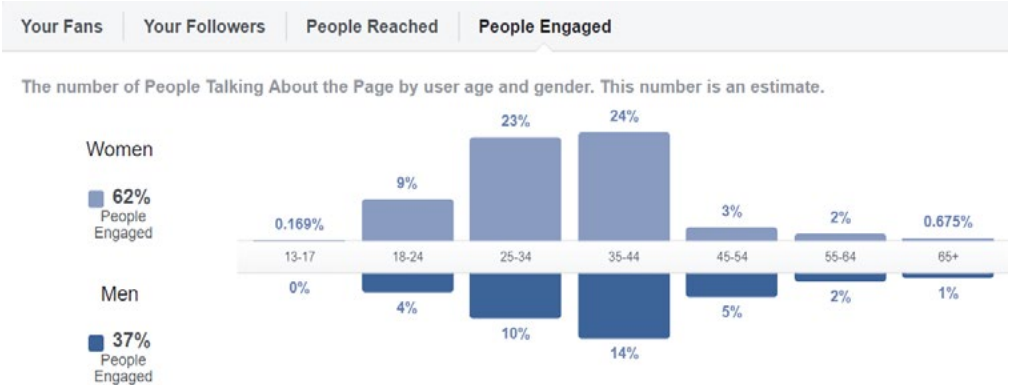 Your Fans Your Followers People Reached People Engaged
The number of People Talking About the Page by user age and gender. This number is an estimate.
Women
62%
People
Engaged
0.169% 9% 23% 24% 3% 2% 0.675%
13-17 18-24 25-34 35-44 45-54 55-64 65+
0% 4% 10% 14% 5% 2% 1%
Men
37%
People
Engaged